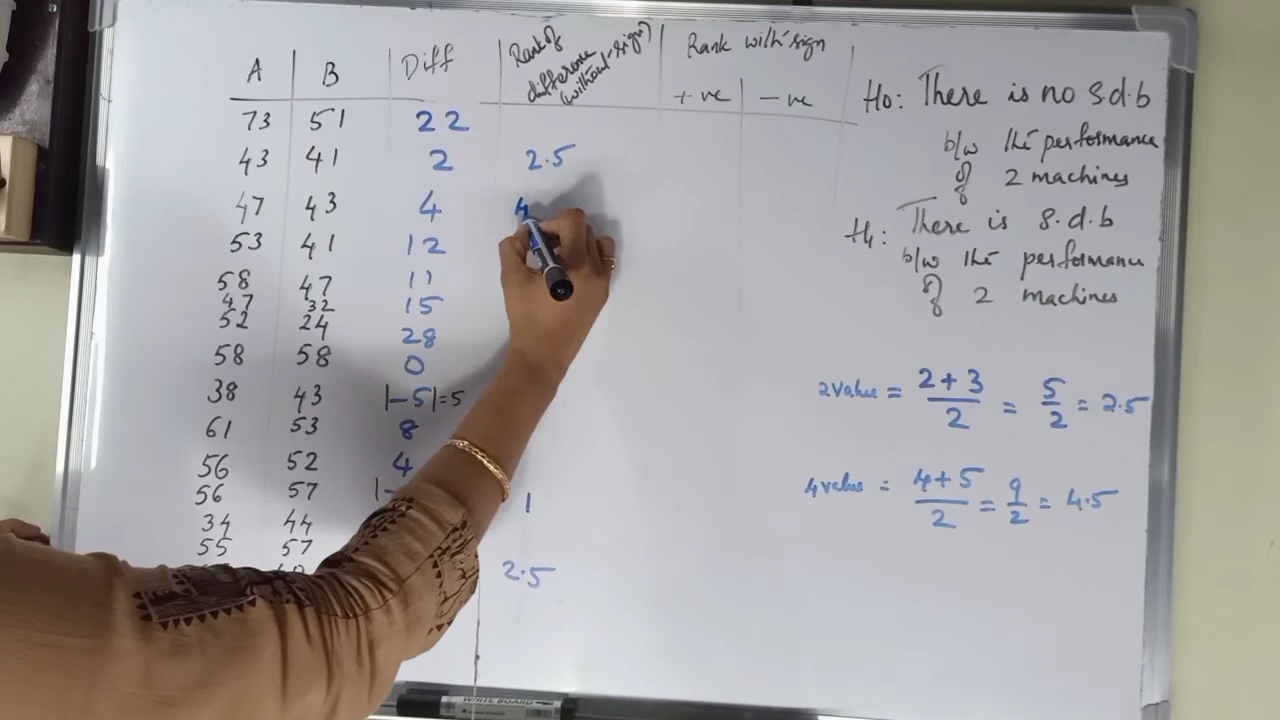 A B Diff Rank of difference (without sign) Rank with sign
+ve -ve
73 51 22
43 41 2 2.5
47 43 4 4
53 41 12
58 47 11
47 32 15
52 24 28
58 58 0
38 43 |-5|=5
61 53 8
56 52 4
56 57 |- 1
34 44
55 57
2.5
H0: There is no s.d.b
b/w the performance
of 2 machines
H1: There is s.d.b
b/w the performance
of 2 machines
2value = 2+3/2 = 5/2 = 2.5
4value = 4+5/2 = 9/2 = 4.5
WHITE BOARD